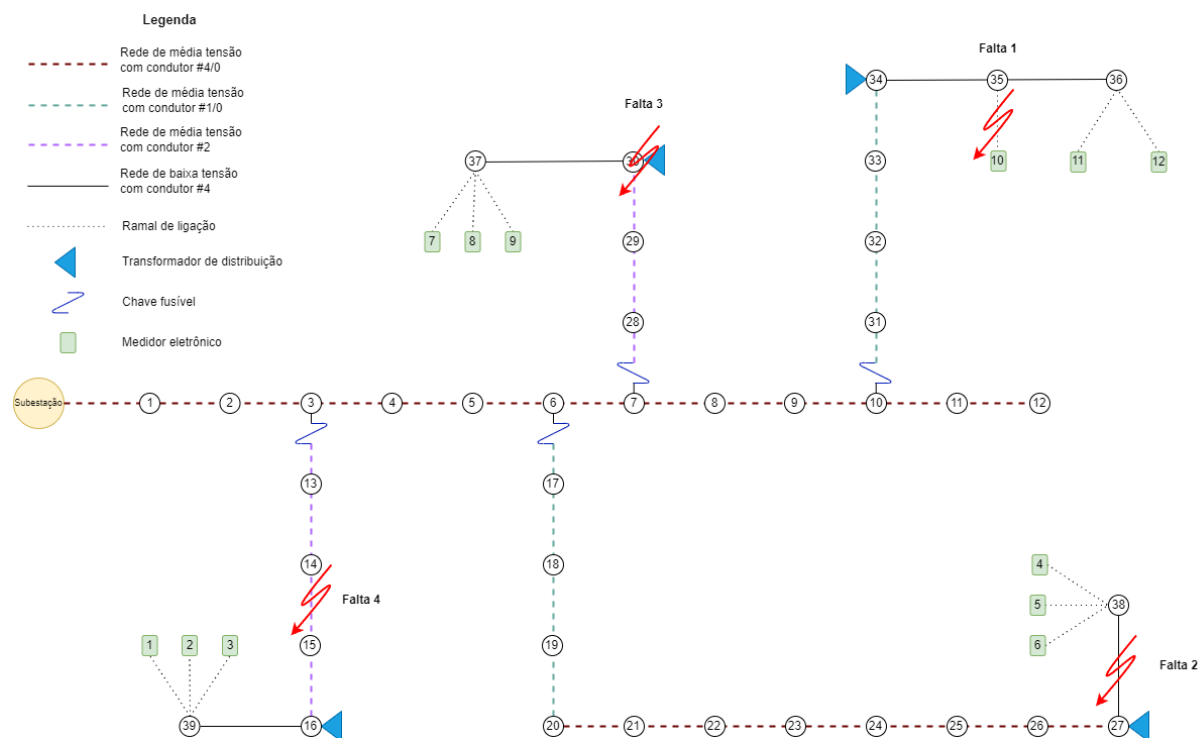 Legenda
Rede de média tensão
com condutor #4/0
Rede de média tensão
com condutor #1/0
Rede de média tensão
com condutor #2
Rede de baixa tensão
com condutor #4
Ramal de ligação
Transformador de distribuição
Chave fusível
Medidor eletrônico
Falta 1
34 35 36
Falta 3
37 30 33 10 11 12
7 8 9 29 32
28 31
Subestação 1 2 3 4 5 6 7 8 9 10 11 12
13 17
14 18 4
Falta 4 5 38
1 2 3 15 19 6
Falta 2
39 16 20 21 22 23 24 25 26 27